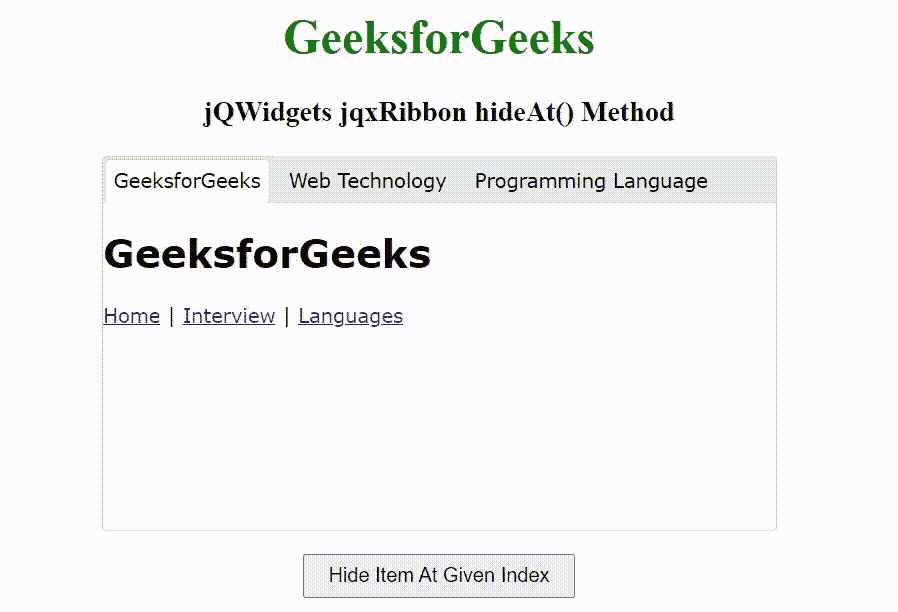 GeeksforGeeks
jQWidgets jqxRibbon hideAt() Method
GeeksforGeeks Web Technology Programming Language
GeeksforGeeks
Home | Interview | Languages
Hide Item At Given Index